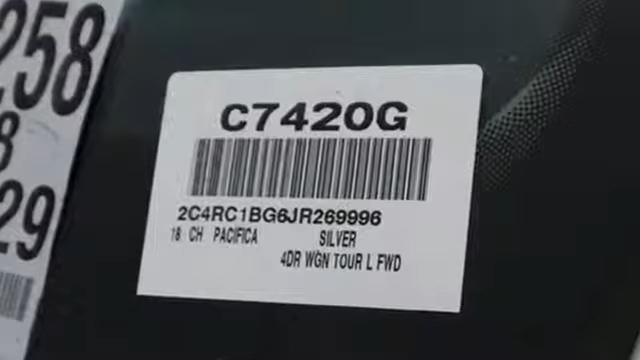 258
8
29
C7420G
2C4RC1BG6JR269996
18 CH PACIFICA SILVER
4DR WGN TOUR L FWD